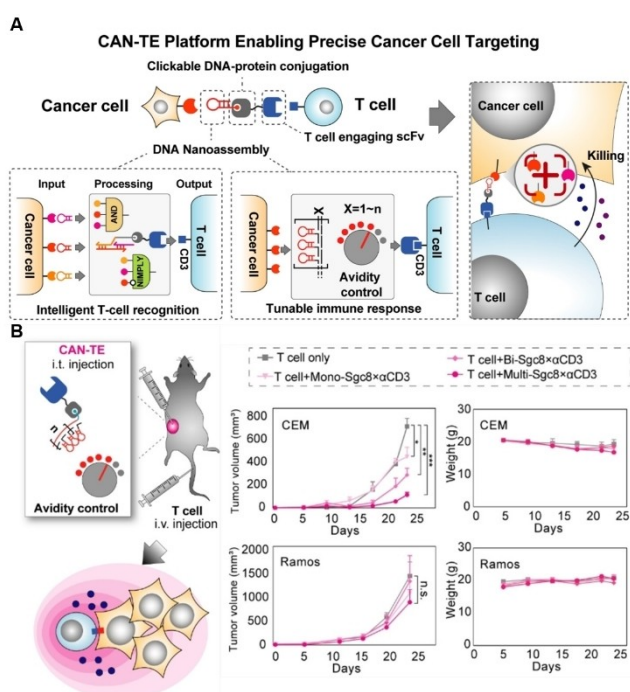 A
CAN-TE Platform Enabling Precise Cancer Cell Targeting
Clickable DNA-protein conjugation
Cancer cell
T cell
T cell engaging scFv
DNA Nanoassembly
Input
Processing
Output
Cancer cell
AND
NIMPLY
CD3
T cell
Intelligent T-cell recognition
Cancer cell
X
X=1~n
Avidity
control
CD3
T cell
Tunable immune response
Cancer cell
Killing
T cell
B
CAN-TE
i.t. injection
n
Avidity control
T cell
i.v. injection
T cell only
T cell+Bi-Sgc8×αCD3
T cell+Mono-Sgc8×αCD3
T cell+Multi-Sgc8×αCD3
Tumor volume (mm³)
800
600
400
200
0
CEM
*
**
***
0 5 10 15 20 25
Days
Weight (g)
30
20
10
0
CEM
0 5 10 15 20 25
Days
Tumor volume (mm³)
2000
1500
1000
500
0
Ramos
n.s.
0 5 10 15 20 25
Days
Weight (g)
30
20
10
0
Ramos
0 5 10 15 20 25
Days